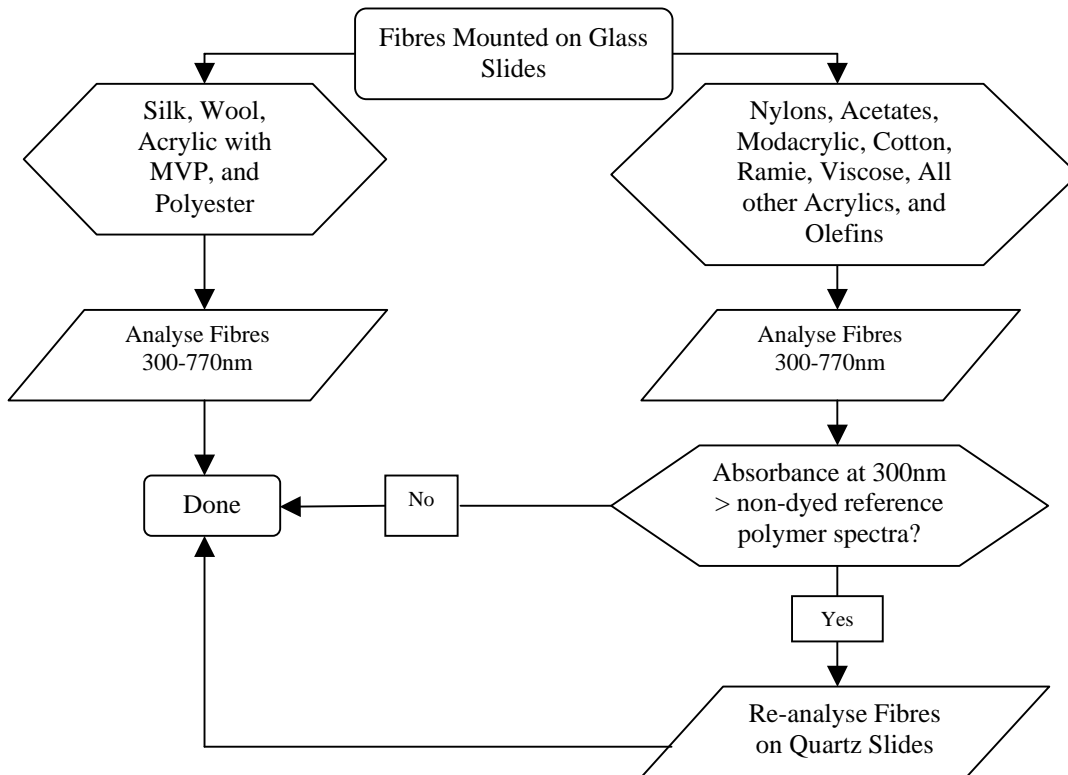 Fibres Mounted on Glass
Slides
Silk, Wool,
Acrylic with
MVP, and
Polyester
Nylons, Acetates,
Modacrylic, Cotton,
Ramie, Viscose, All
other Acrylics, and
Olefins
Analyse Fibres
300-770nm
Analyse Fibres
300-770nm
Done
No
Absorbance at 300nm
> non-dyed reference
polymer spectra?
Yes
Re-analyse Fibres
on Quartz Slides